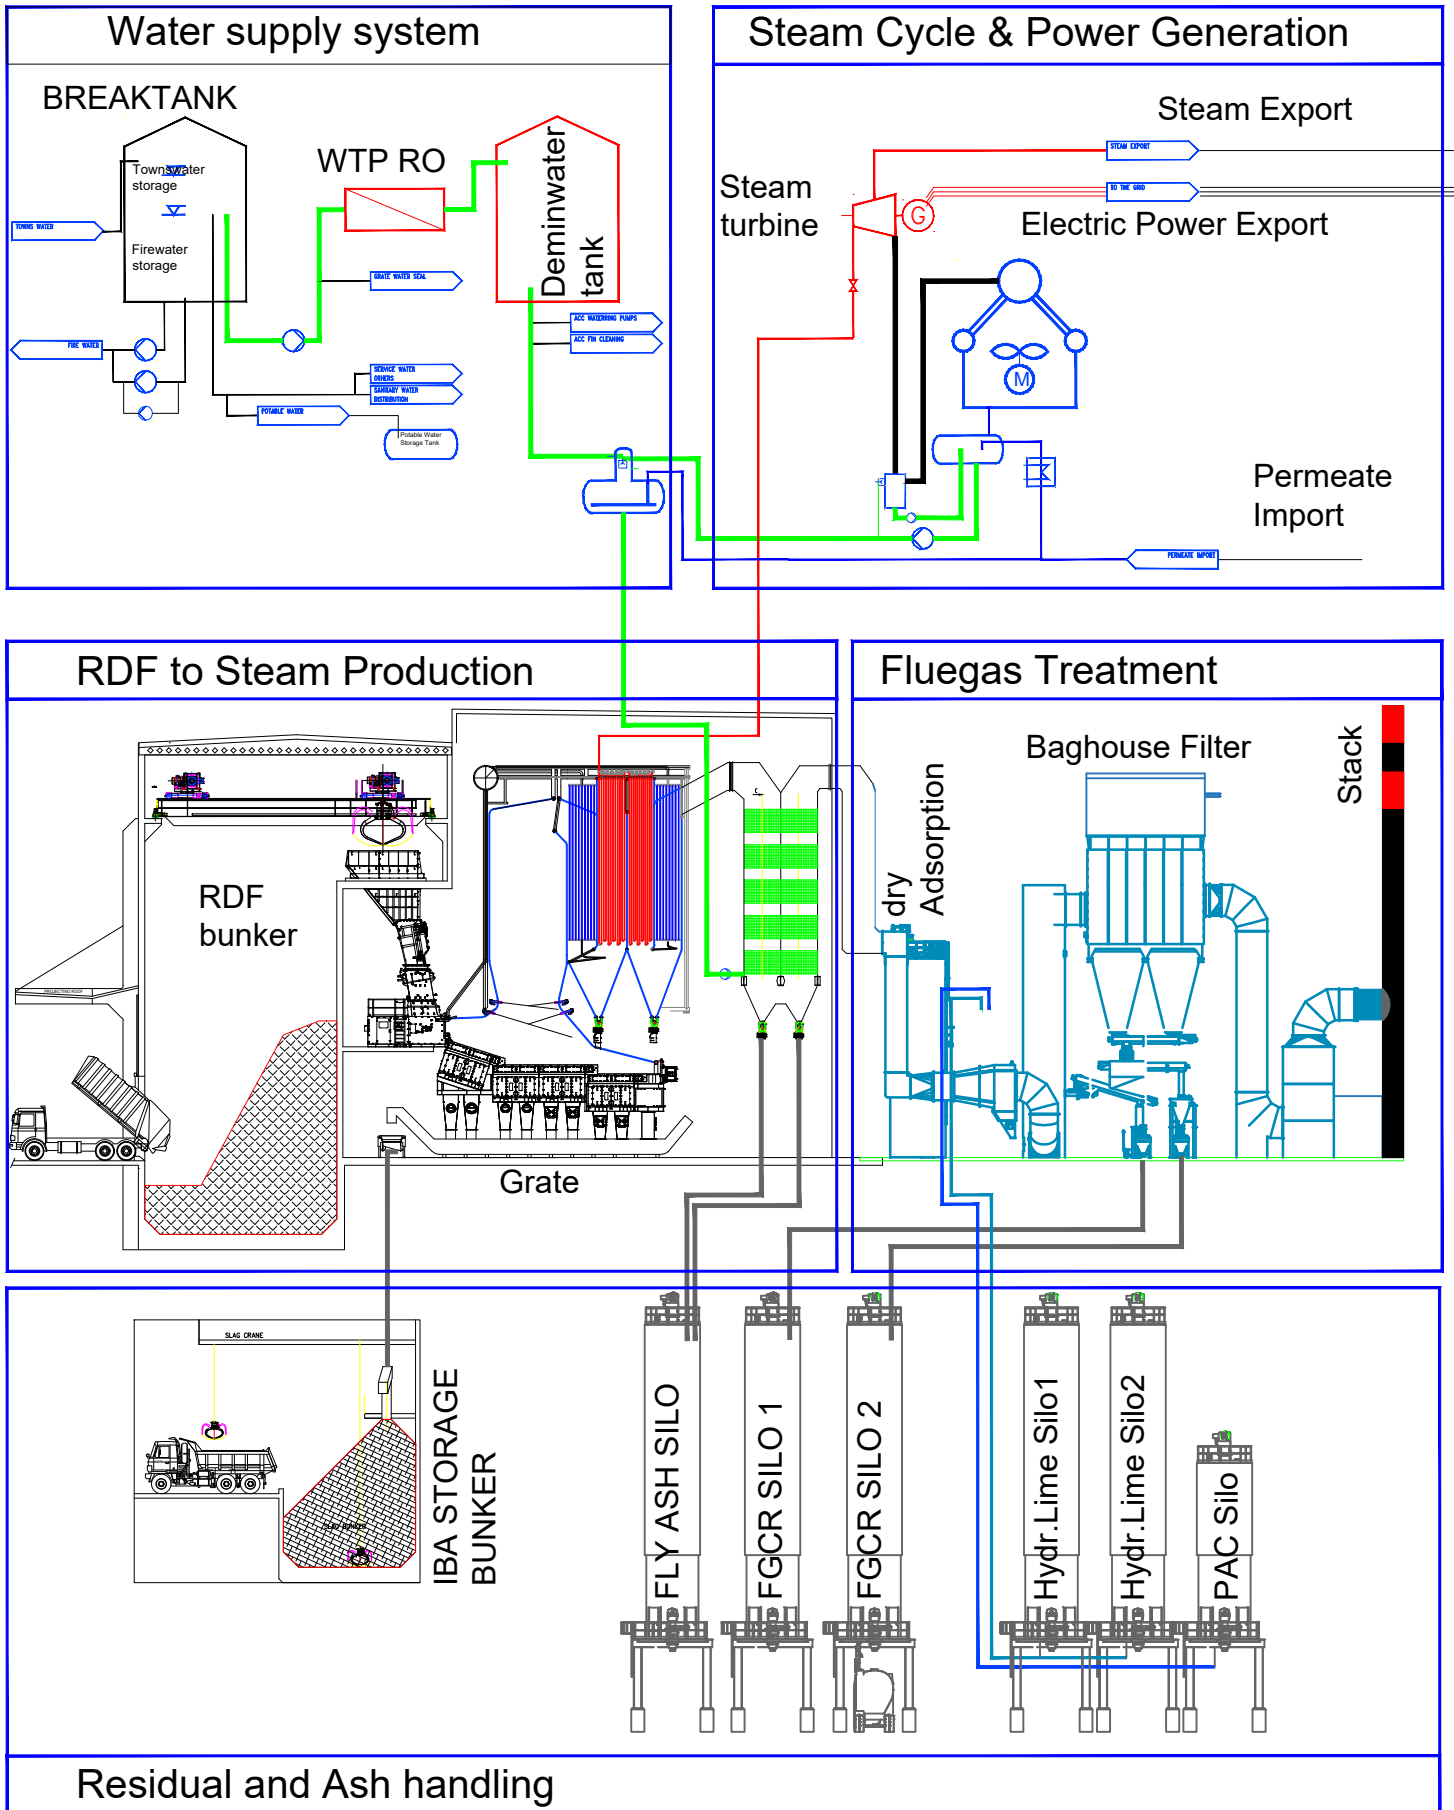 Water supply system
Steam Cycle & Power Generation
BREAKTANK
Townswater
storage
Firewater
storage
TOWNS WATER
WTP RO
Deminwater
tank
GRATE WATER SEAL
ACC WATERRING PUMPS
ACC FIN CLEANING
FIRE WATER
SERVICE WATER
OTHERS
SANITARY WATER
DISTRIBUTION
POTABLE WATER
Potable Water
Storage Tank
Steam Export
STEAM EXPORT
Steam
turbine
G
TO THE GRID
Electric Power Export
M
Permeate
Import
PERMEATE IMPORT
RDF to Steam Production
Fluegas Treatment
RDF
bunker
PROJECTING ROOF
Grate
dry
Adsorption
Baghouse Filter
Stack
SLAG CRANE
SLAG BUNKER
IBA STORAGE
BUNKER
FLY ASH SILO
FGCR SILO 1
FGCR SILO 2
Hydr.Lime Silo1
Hydr.Lime Silo2
PAC Silo
Residual and Ash handling